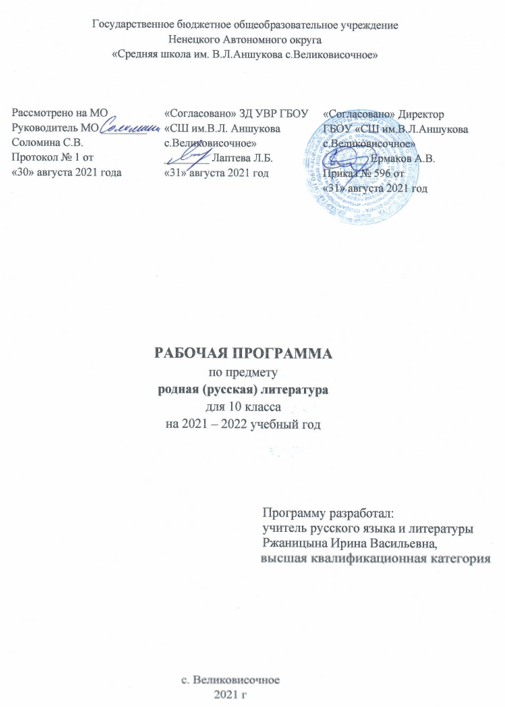 Государственное бюджетное общеобразовательное учреждение
Ненецкого Автономного округа
«Средняя школа им. В.Л.Аншукова с.Великовисочное»
Рассмотрено на МО
Руководитель МО
Соломина С.В.
Протокол № 1 от
«30» августа 2021 года
«Согласовано» ЗД УВР ГБОУ
«СШ им.В.Л. Аншукова
с.Великовисочное»
Лаптева Л.Б.
«31» августа 2021 год
«Согласовано» Директор
ГБОУ «СШ им.В.Л.Аншукова
с.Великовисочное»
Ермаков А.В.
Приказ № 596 от
«31» августа 2021 год
РАБОЧАЯ ПРОГРАММА
по предмету
родная (русская) литература
для 10 класса
на 2021 – 2022 учебный год
Программу разработал:
учитель русского языка и литературы
Ржаницына Ирина Васильевна,
высшая квалификационная категория
с. Великовисочное
2021 г